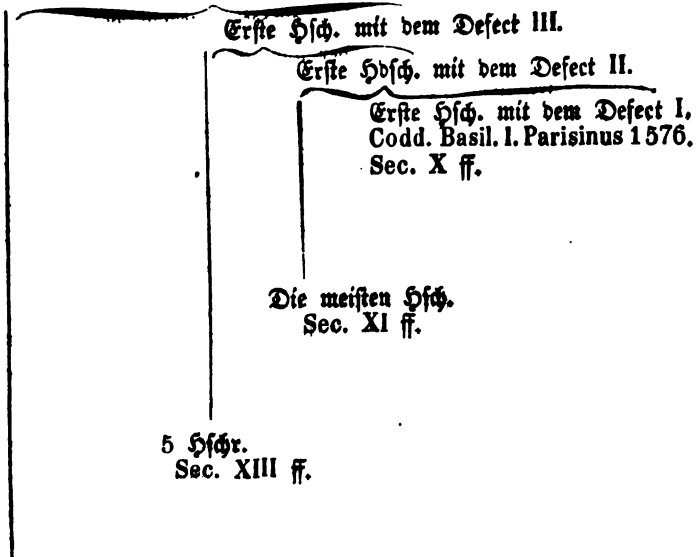 Erste Hsch. mit dem Defect III.
Erste Hdsch. mit dem Defect II.
Erste Hsch. mit dem Defect I.
Codd. Basil. I. Parisinus 1576.
Sec. X ff.
Die meisten Hsch.
Sec. XI ff.
5 Hschr.
Sec. XIII ff.